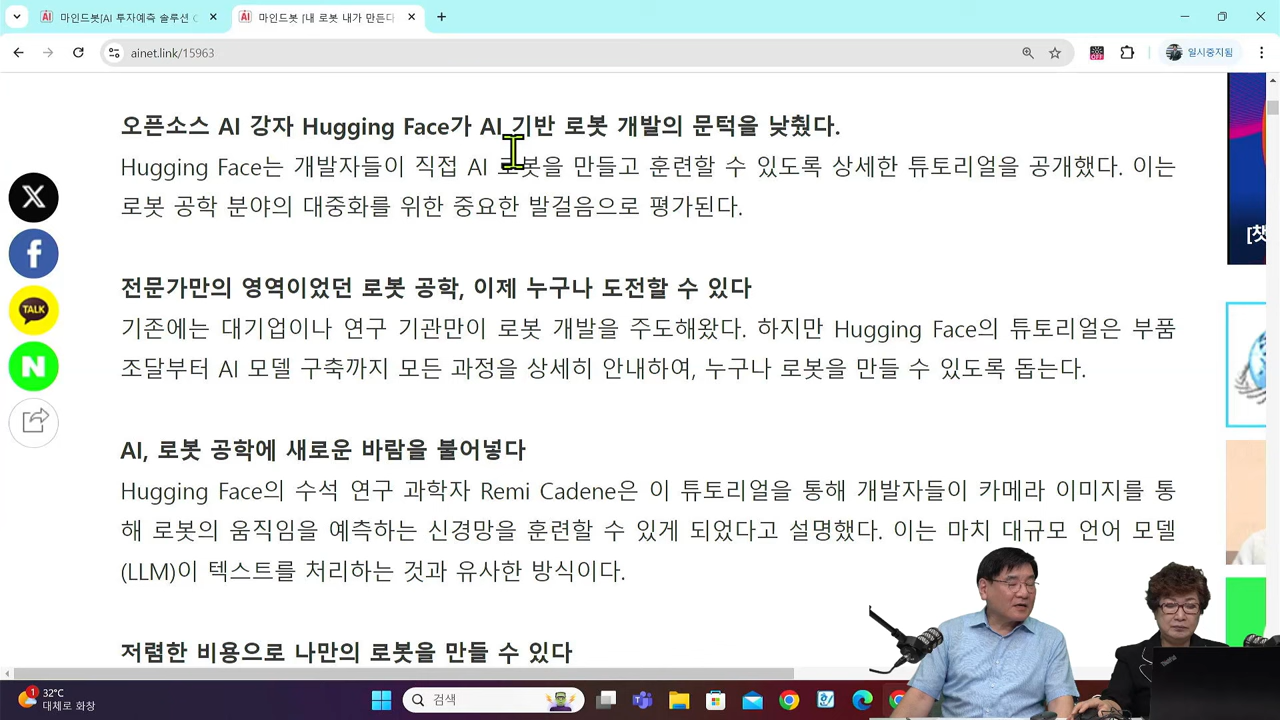 마인드봇[AI 투자예측 솔루션
마인드봇 [내 로봇 내가 만든다
ainet.link/15963
일시중지됨
오픈소스 AI 강자 Hugging Face가 AI 기반 로봇 개발의 문턱을 낮췄다.
Hugging Face는 개발자들이 직접 AI 로봇을 만들고 훈련할 수 있도록 상세한 튜토리얼을 공개했다. 이는
로봇 공학 분야의 대중화를 위한 중요한 발걸음으로 평가된다.
[챗
전문가만의 영역이었던 로봇 공학, 이제 누구나 도전할 수 있다
TALK
기존에는 대기업이나 연구 기관만이 로봇 개발을 주도해왔다. 하지만 Hugging Face의 튜토리얼은 부품
조달부터 AI 모델 구축까지 모든 과정을 상세히 안내하여, 누구나 로봇을 만들 수 있도록 돕는다.
AI, 로봇 공학에 새로운 바람을 불어넣다
Hugging Face의 수석 연구 과학자 Remi Cadene은 이 튜토리얼을 통해 개발자들이 카메라 이미지를 통
해 로봇의 움직임을 예측하는 신경망을 훈련할 수 있게 되었다고 설명했다. 이는 마치 대규모 언어 모델
(LLM)이 텍스트를 처리하는 것과 유사한 방식이다.
저렴한 비용으로 나만의 로봇을 만들 수 있다
1
32°C
대체로 화창
검색